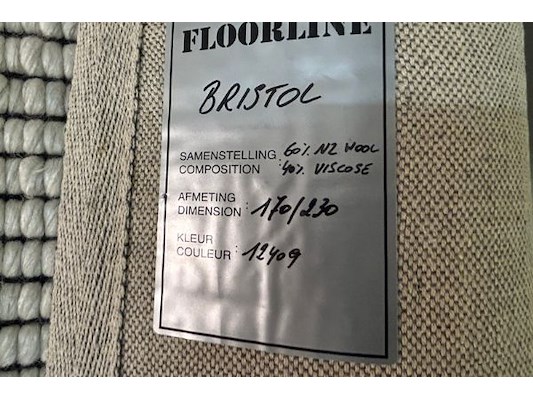 FLOORLINE
BRISTOL
SAMENSTELLING : 60% NZ WOOL
COMPOSITION : 40% VISCOSE
AFMETING
DIMENSION : 170/230
KLEUR
COULEUR : 12409